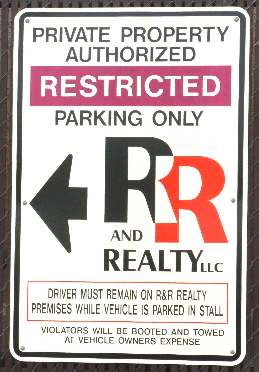 PRIVATE PROPERTY
AUTHORIZED
RESTRICTED
PARKING ONLY
R R
AND
REALTY LLC
DRIVER MUST REMAIN ON R&R REALTY
PREMISES WHILE VEHICLE IS PARKED IN STALL
VIOLATORS WILL BE BOOTED AND TOWED
AT VEHICLE OWNERS EXPENSE